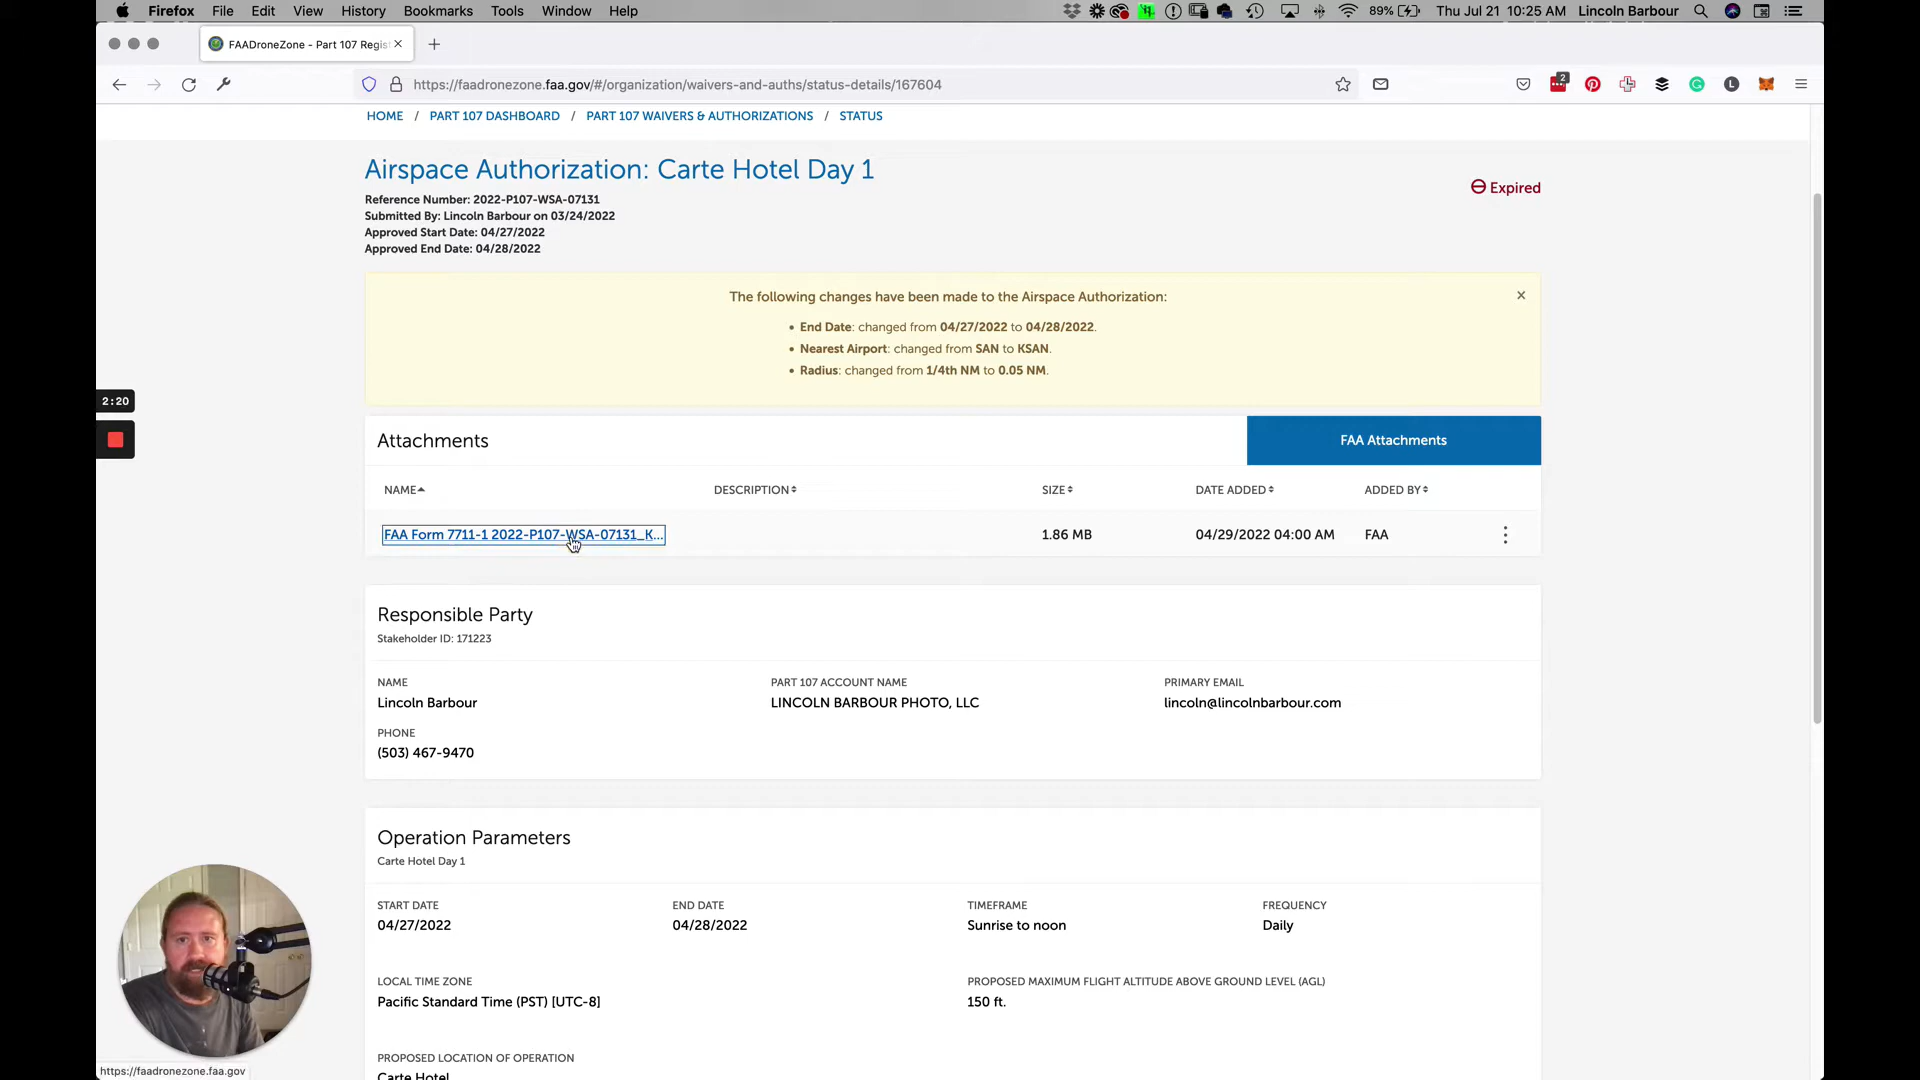 Firefox File Edit View History Bookmarks Tools Window Help 89% Thu Jul 21 10:25 AM Lincoln Barbour
FAADroneZone - Part 107 Regis
https://faadronezone.faa.gov/#/organization/waivers-and-auths/status-details/167604
2
L
HOME / PART 107 DASHBOARD / PART 107 WAIVERS & AUTHORIZATIONS / STATUS
Airspace Authorization: Carte Hotel Day 1
Expired
Reference Number: 2022-P107-WSA-07131
Submitted By: Lincoln Barbour on 03/24/2022
Approved Start Date: 04/27/2022
Approved End Date: 04/28/2022
The following changes have been made to the Airspace Authorization:
• End Date: changed from 04/27/2022 to 04/28/2022.
• Nearest Airport: changed from SAN to KSAN.
• Radius: changed from 1/4th NM to 0.05 NM.
2:20
Attachments
FAA Attachments
NAME DESCRIPTION SIZE DATE ADDED ADDED BY
FAA Form 7711-1 2022-P107-WSA-07131_K... 1.86 MB 04/29/2022 04:00 AM FAA
Responsible Party
Stakeholder ID: 171223
NAME PART 107 ACCOUNT NAME PRIMARY EMAIL
Lincoln Barbour LINCOLN BARBOUR PHOTO, LLC lincoln@lincolnbarbour.com
PHONE
(503) 467-9470
Operation Parameters
Carte Hotel Day 1
START DATE END DATE TIMEFRAME FREQUENCY
04/27/2022 04/28/2022 Sunrise to noon Daily
LOCAL TIME ZONE PROPOSED MAXIMUM FLIGHT ALTITUDE ABOVE GROUND LEVEL (AGL)
Pacific Standard Time (PST) [UTC-8] 150 ft.
PROPOSED LOCATION OF OPERATION
Carte Hotel
https://faadronezone.faa.gov